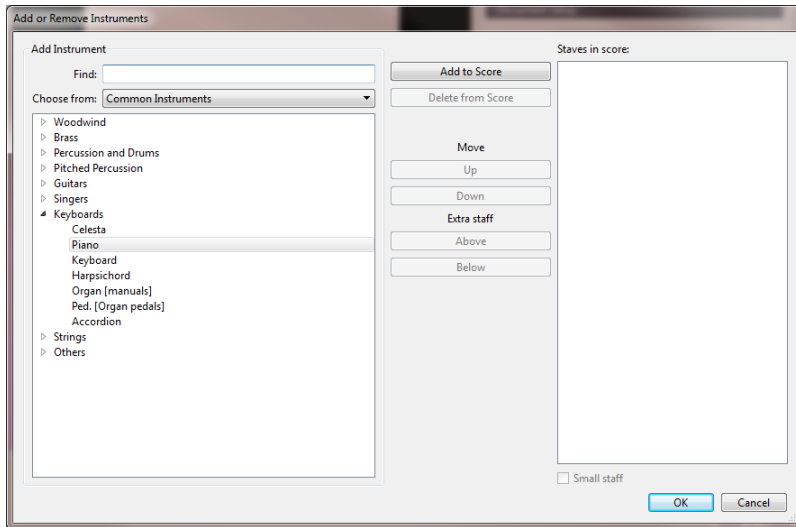 Add or Remove Instruments
Add Instrument
Find:
Choose from: Common Instruments
Woodwind
Brass
Percussion and Drums
Pitched Percussion
Guitars
Singers
Keyboards
Celesta
Piano
Keyboard
Harpsichord
Organ [manuals]
Ped. [Organ pedals]
Accordion
Strings
Others
Add to Score
Delete from Score
Move
Up
Down
Extra staff
Above
Below
Staves in score:
Small staff
OK
Cancel